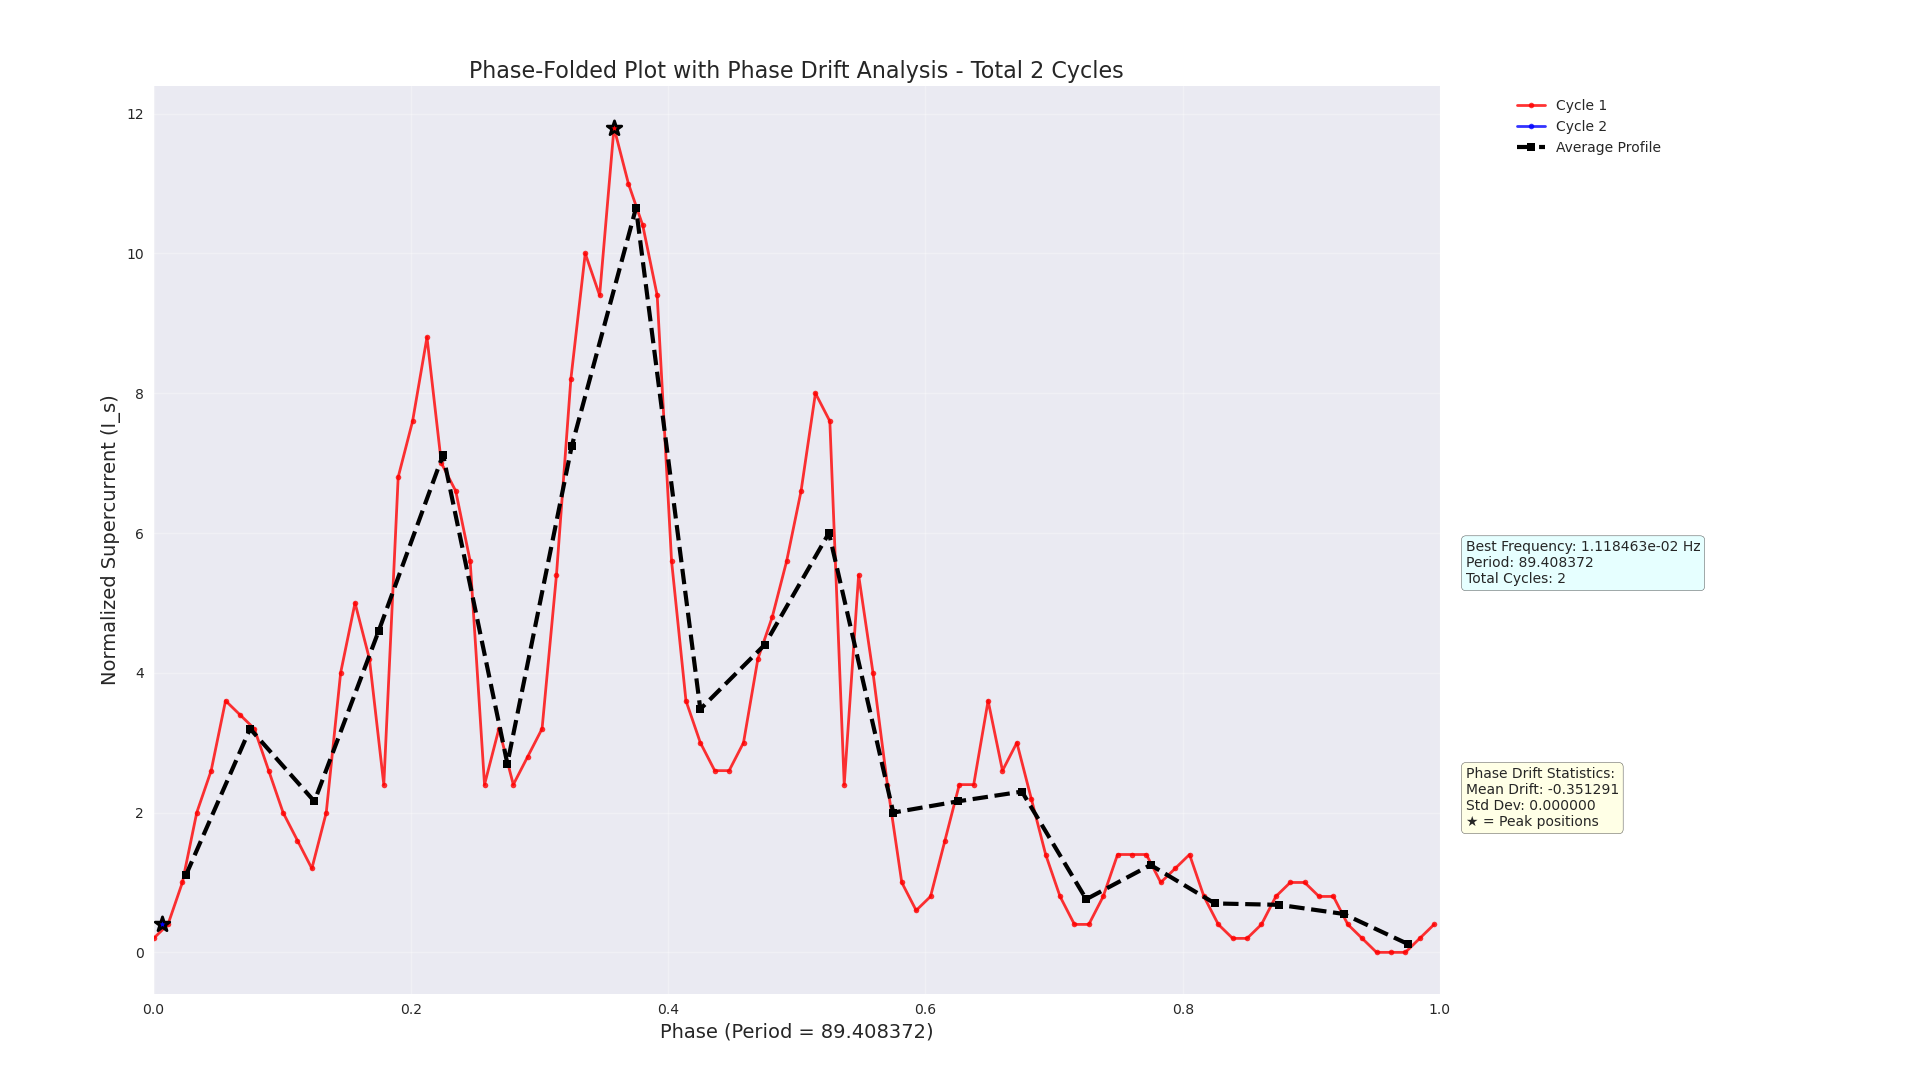 Phase-Folded Plot with Phase Drift Analysis - Total 2 Cycles
Normalized Supercurrent (I_s)
12
10
8
6
4
2
0
0.0
0.2
0.4
0.6
0.8
1.0
Phase (Period = 89.408372)
Cycle 1
Cycle 2
Average Profile
Best Frequency: 1.118463e-02 Hz
Period: 89.408372
Total Cycles: 2
Phase Drift Statistics:
Mean Drift: -0.351291
Std Dev: 0.000000
★ = Peak positions